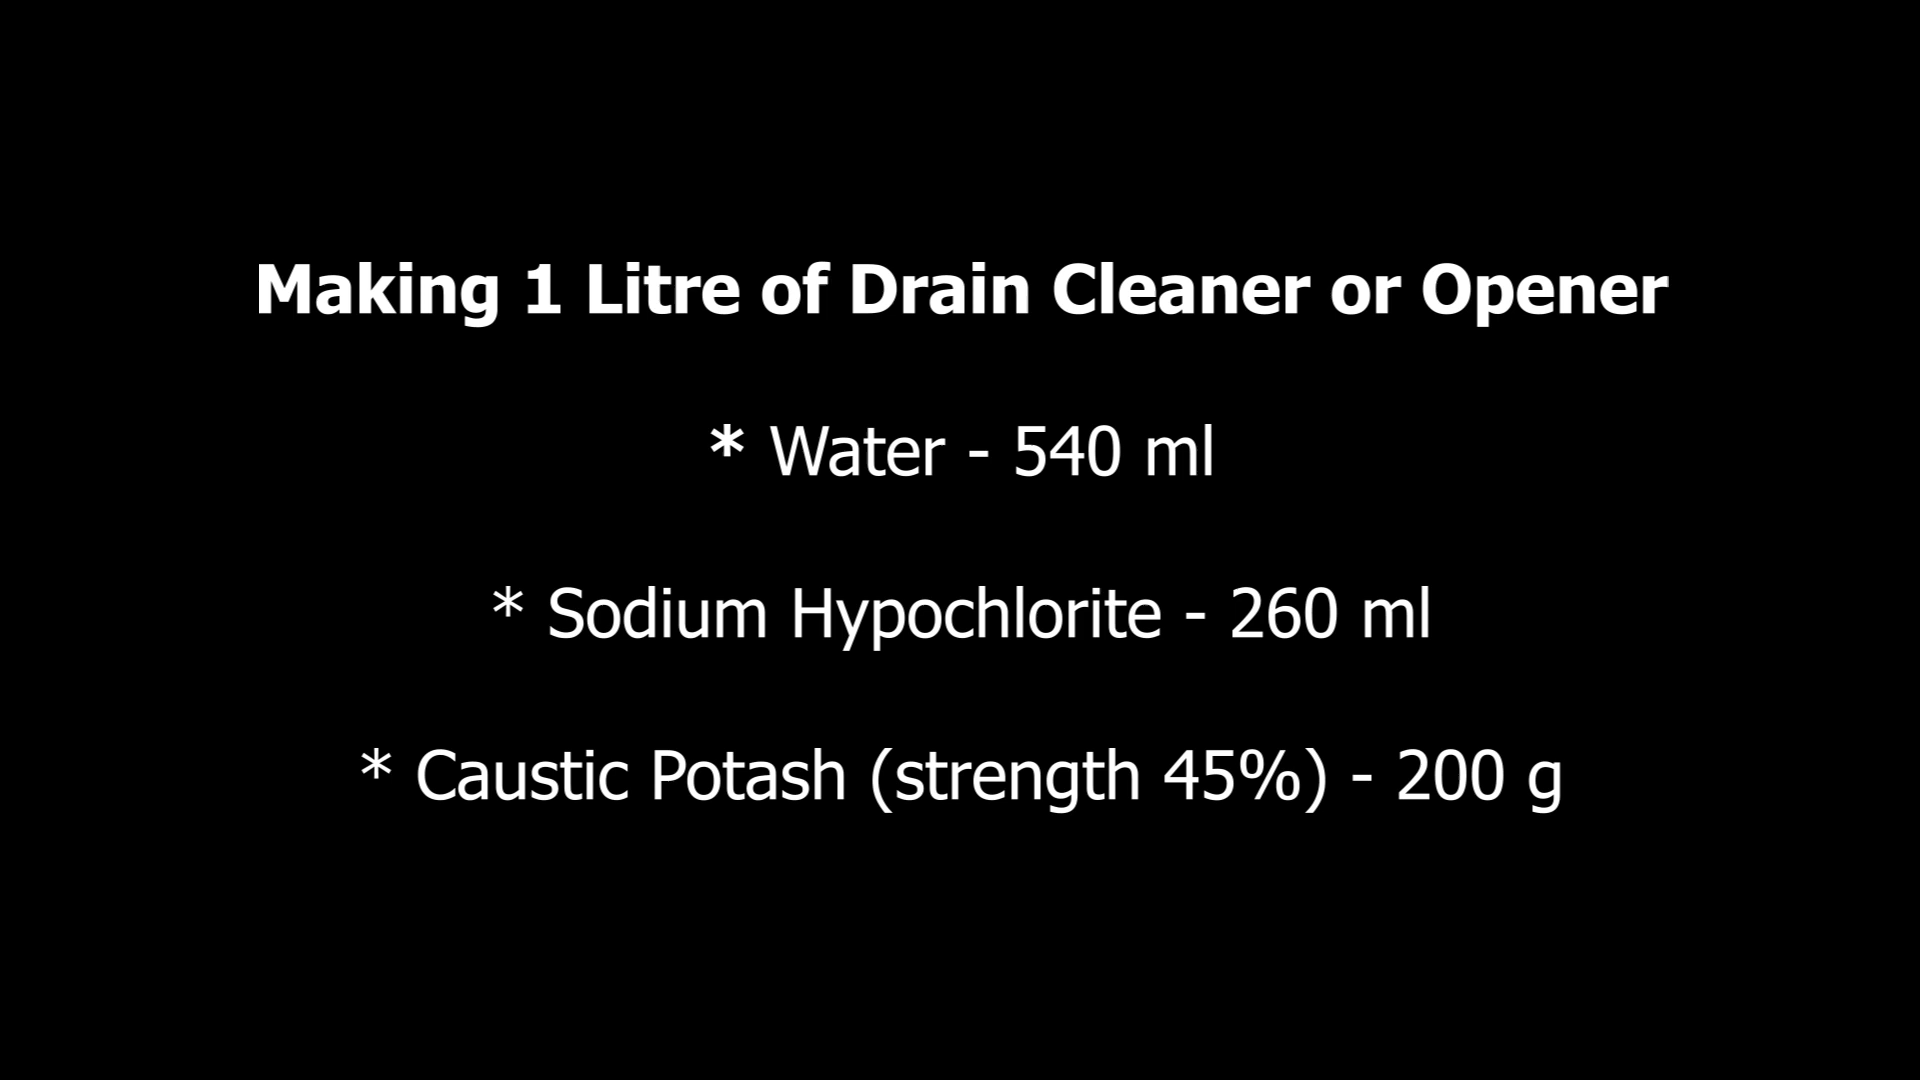 Making 1 Litre of Drain Cleaner or Opener
* Water - 540 ml
* Sodium Hypochlorite - 260 ml
* Caustic Potash (strength 45%) - 200 g